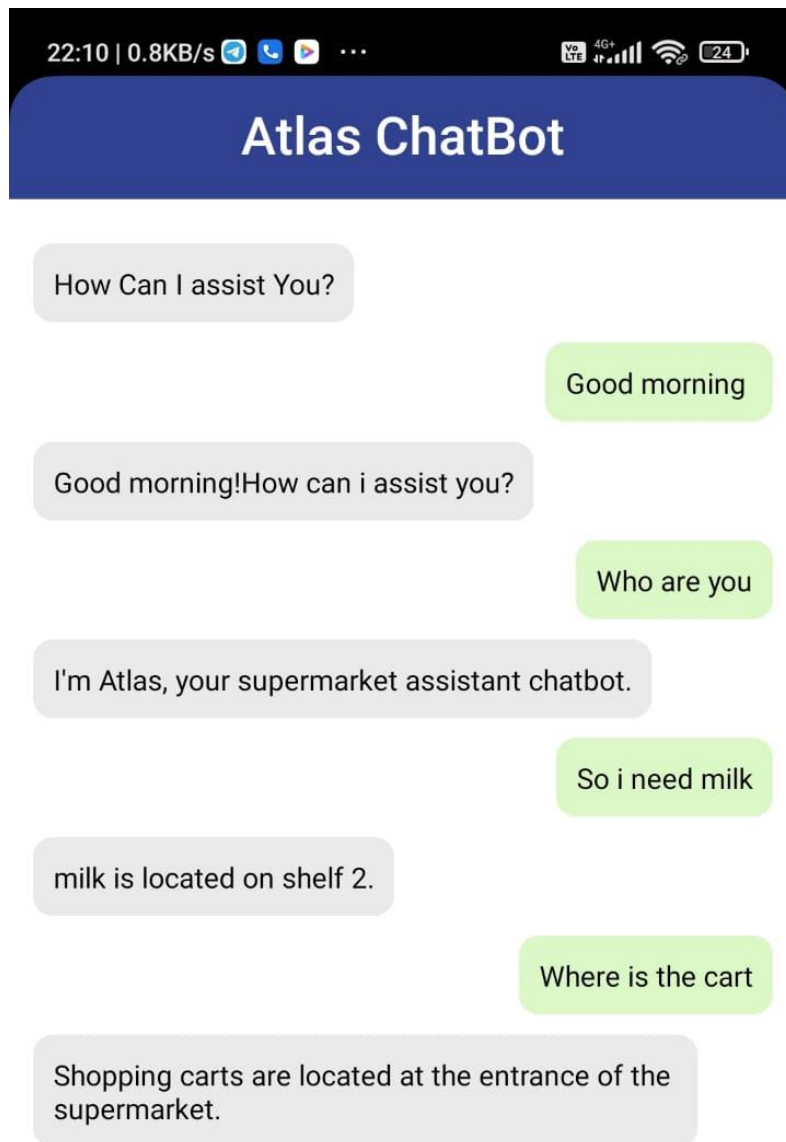 22:10 | 0.8KB/s ...
Vo LTE 4G+ 24
Atlas ChatBot
How Can I assist You?
Good morning
Good morning!How can i assist you?
Who are you
I'm Atlas, your supermarket assistant chatbot.
So i need milk
milk is located on shelf 2.
Where is the cart
Shopping carts are located at the entrance of the
supermarket.